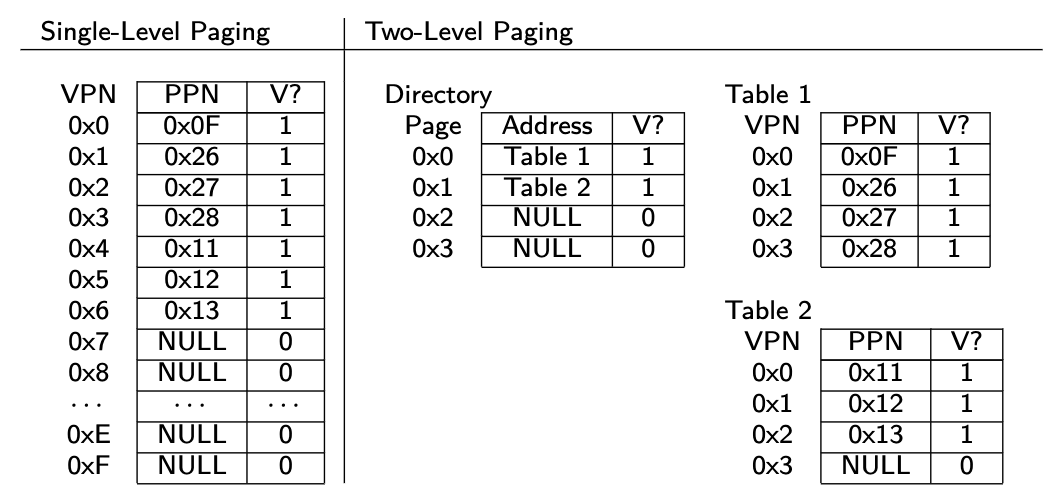 Single-Level Paging
VPN PPN V?
0x0 0x0F 1
0x1 0x26 1
0x2 0x27 1
0x3 0x28 1
0x4 0x11 1
0x5 0x12 1
0x6 0x13 1
0x7 NULL 0
0x8 NULL 0
... ... ...
0xE NULL 0
0xF NULL 0
Two-Level Paging
Directory
Page Address V?
0x0 Table 1 1
0x1 Table 2 1
0x2 NULL 0
0x3 NULL 0
Table 1
VPN PPN V?
0x0 0x0F 1
0x1 0x26 1
0x2 0x27 1
0x3 0x28 1
Table 2
VPN PPN V?
0x0 0x11 1
0x1 0x12 1
0x2 0x13 1
0x3 NULL 0